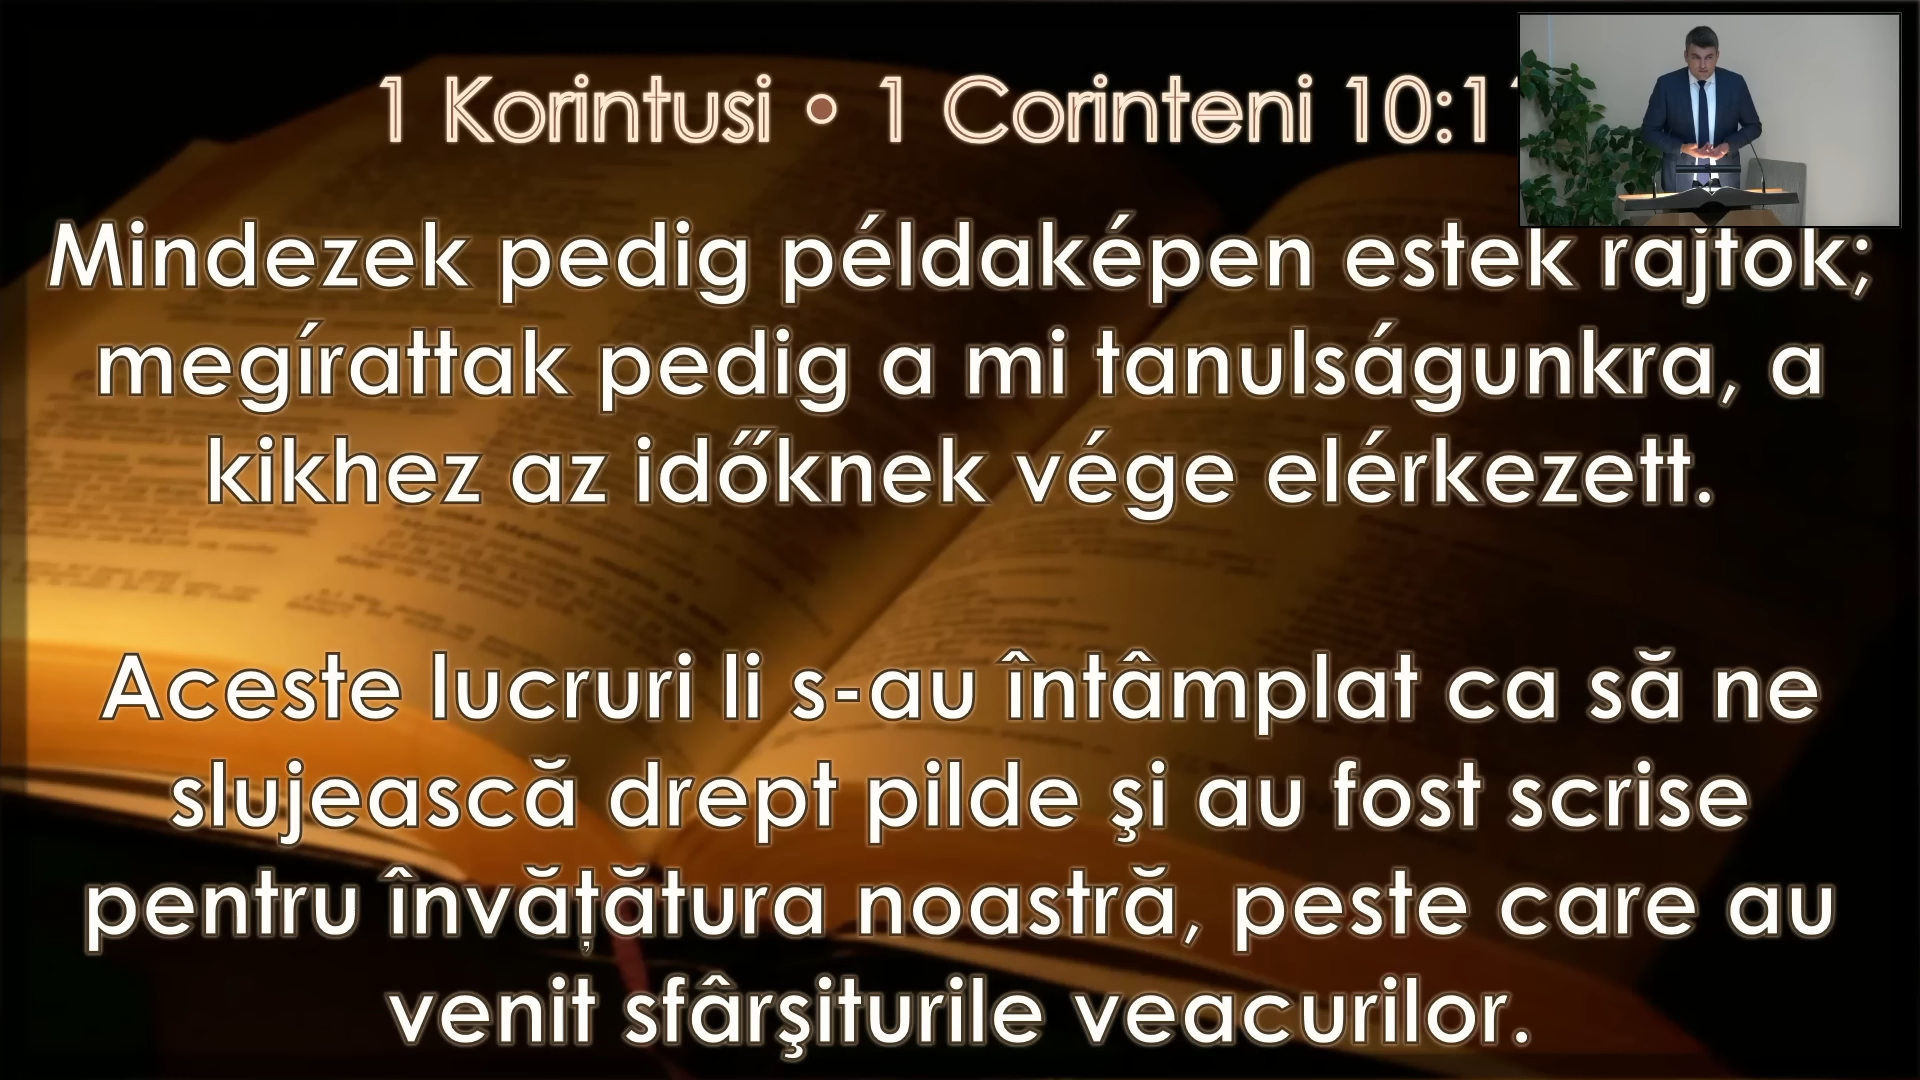 1 Korintusi • 1 Corinteni 10:11
Mindezek pedig példaképen estek rajtok;
megírattak pedig a mi tanulságunkra, a
kikhez az időknek vége elérkezett.
Aceste lucruri li s-au întâmplat ca să ne
slujească drept pilde şi au fost scrise
pentru învăţătura noastră, peste care au
venit sfârşiturile veacurilor.